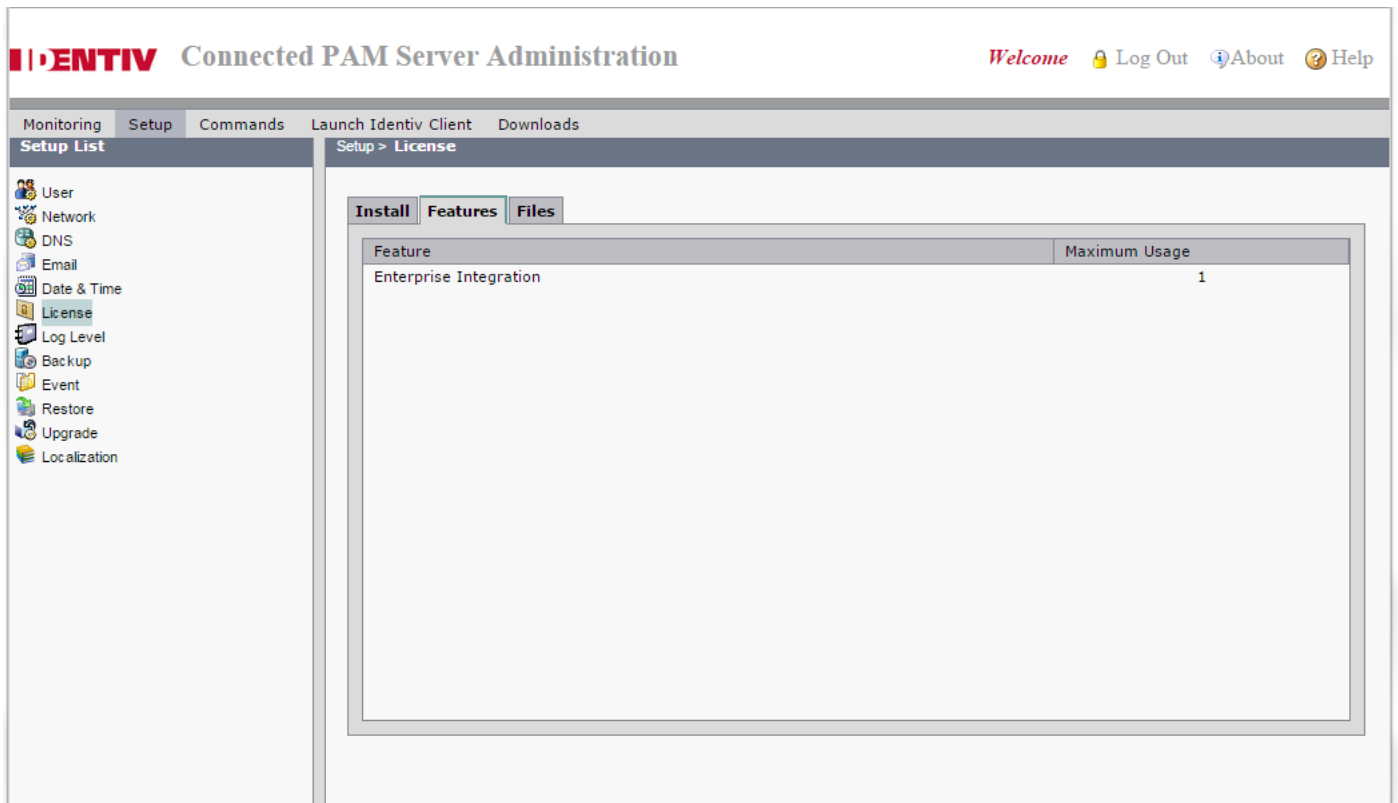 IDENTIV Connected PAM Server Administration Welcome Log Out About Help
Monitoring Setup Commands Launch Identiv Client Downloads
Setup List
Setup > License
User
Network
DNS
Email
Date & Time
License
Log Level
Backup
Event
Restore
Upgrade
Localization
Install Features Files
Feature Maximum Usage
Enterprise Integration 1